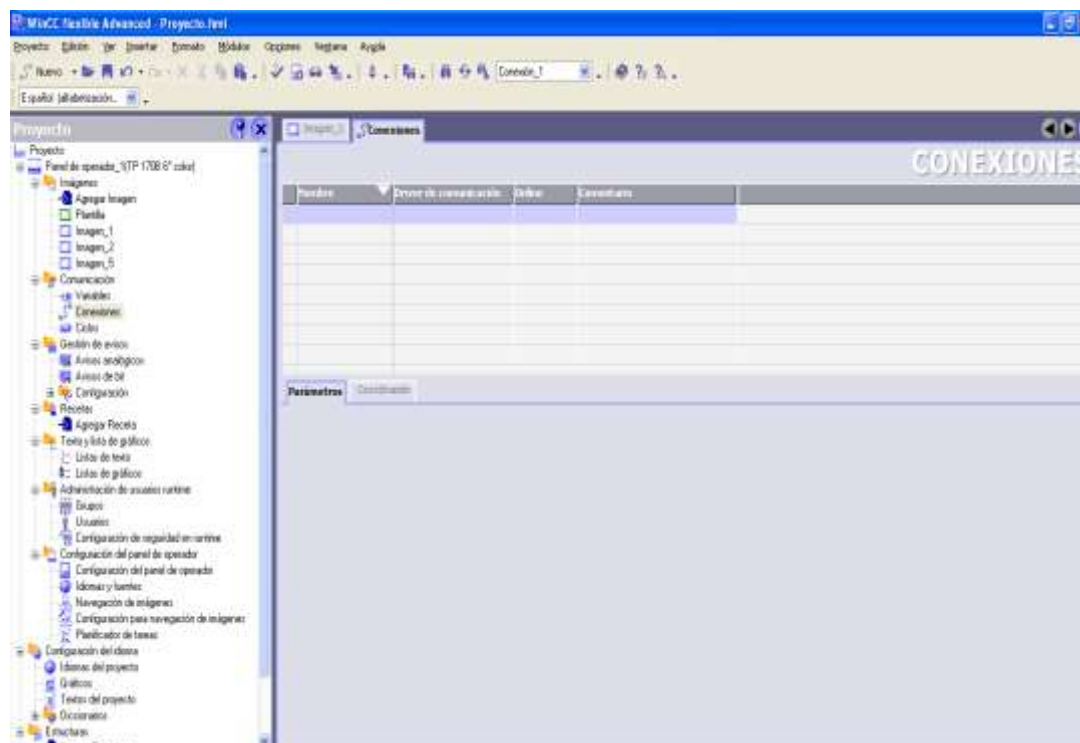 WinCC flexible Advanced - Proyecto.hmi
Proyecto Edición Ver Insertar Formato Módulos Opciones Ventana Ayuda
Nuevo Conexión_1
Español
Proyecto
Imagen_1 Conexiones
CONEXIONES
Nombre Driver de comunicación Online Comentario
Parámetros Coordinación
Proyecto
Panel de operador_1(TP 170B 6" color)
Imágenes
Agregar Imagen
Plantilla
Imagen_1
Imagen_2
Imagen_5
Comunicación
Variables
Conexiones
Ciclos
Gestión de avisos
Avisos analógicos
Avisos de bit
Configuración
Recetas
Agregar Receta
Texto y lista de gráficos
Listas de texto
Listas de gráficos
Administración de usuarios runtime
Grupos
Usuarios
Configuración de seguridad en runtime
Configuración del panel de operador
Configuración del panel de operador
Idiomas y fuentes
Navegación de imágenes
Configuración para navegación de imágenes
Planificador de tareas
Configuración del idioma
Idiomas del proyecto
Gráficos
Textos del proyecto
Diccionarios
Estructuras